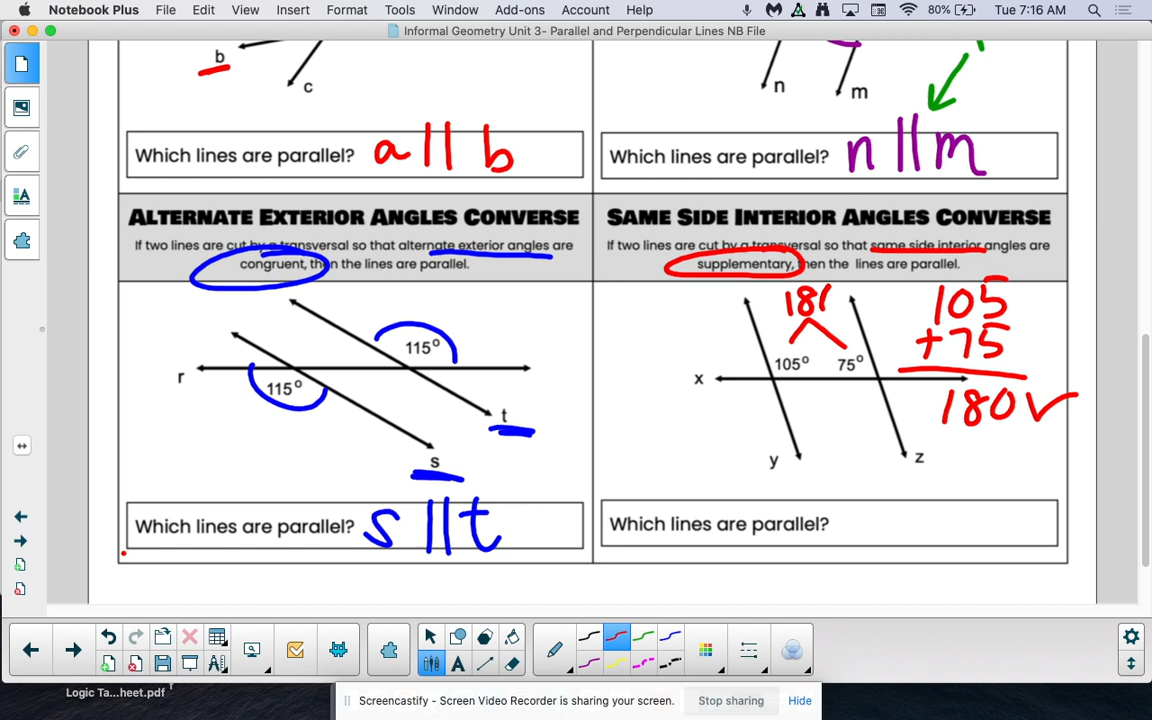 Notebook Plus File Edit View Insert Format Tools Window Add-ons Account Help 80% Tue 7:16 AM
Informal Geometry Unit 3- Parallel and Perpendicular Lines NB File
b
c
n
m
Which lines are parallel? a || b
Which lines are parallel? n || m
ALTERNATE EXTERIOR ANGLES CONVERSE
If two lines are cut by a transversal so that alternate exterior angles are
congruent, then the lines are parallel.
115°
r
115°
t
s
Which lines are parallel? s || t
SAME SIDE INTERIOR ANGLES CONVERSE
If two lines are cut by a transversal so that same side interior angles are
supplementary, then the lines are parallel.
180
105
+75
180 ✓
105° 75°
x
y
z
Which lines are parallel?
Logic Ta...heet.pdf
Screencastify - Screen Video Recorder is sharing your screen. Stop sharing Hide